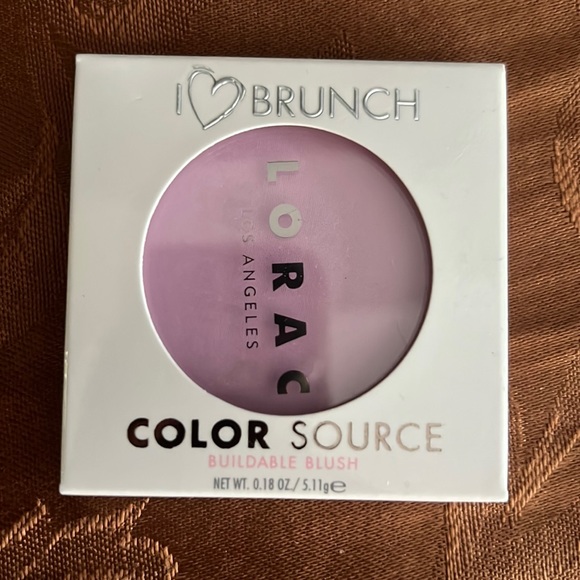 I ♡ BRUNCH
LORAC
LOS ANGELES
COLOR SOURCE
BUILDABLE BLUSH
NET WT. 0.18 OZ./ 5.11g℮